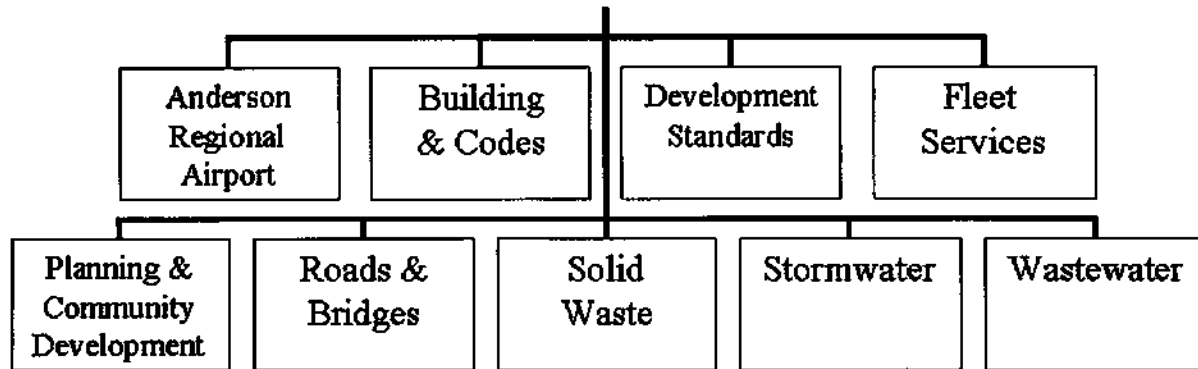 Anderson
Regional
Airport
Building
& Codes
Development
Standards
Fleet
Services
Planning &
Community
Development
Roads &
Bridges
Solid
Waste
Stormwater
Wastewater